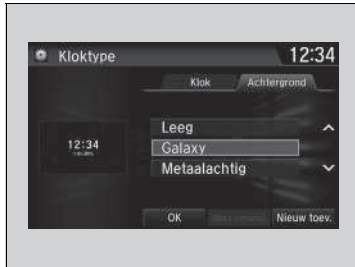 Kloktype 12:34
Klok Achtergrond
Leeg
12:34
Galaxy
Metaalachtig
OK Nieuw toev.